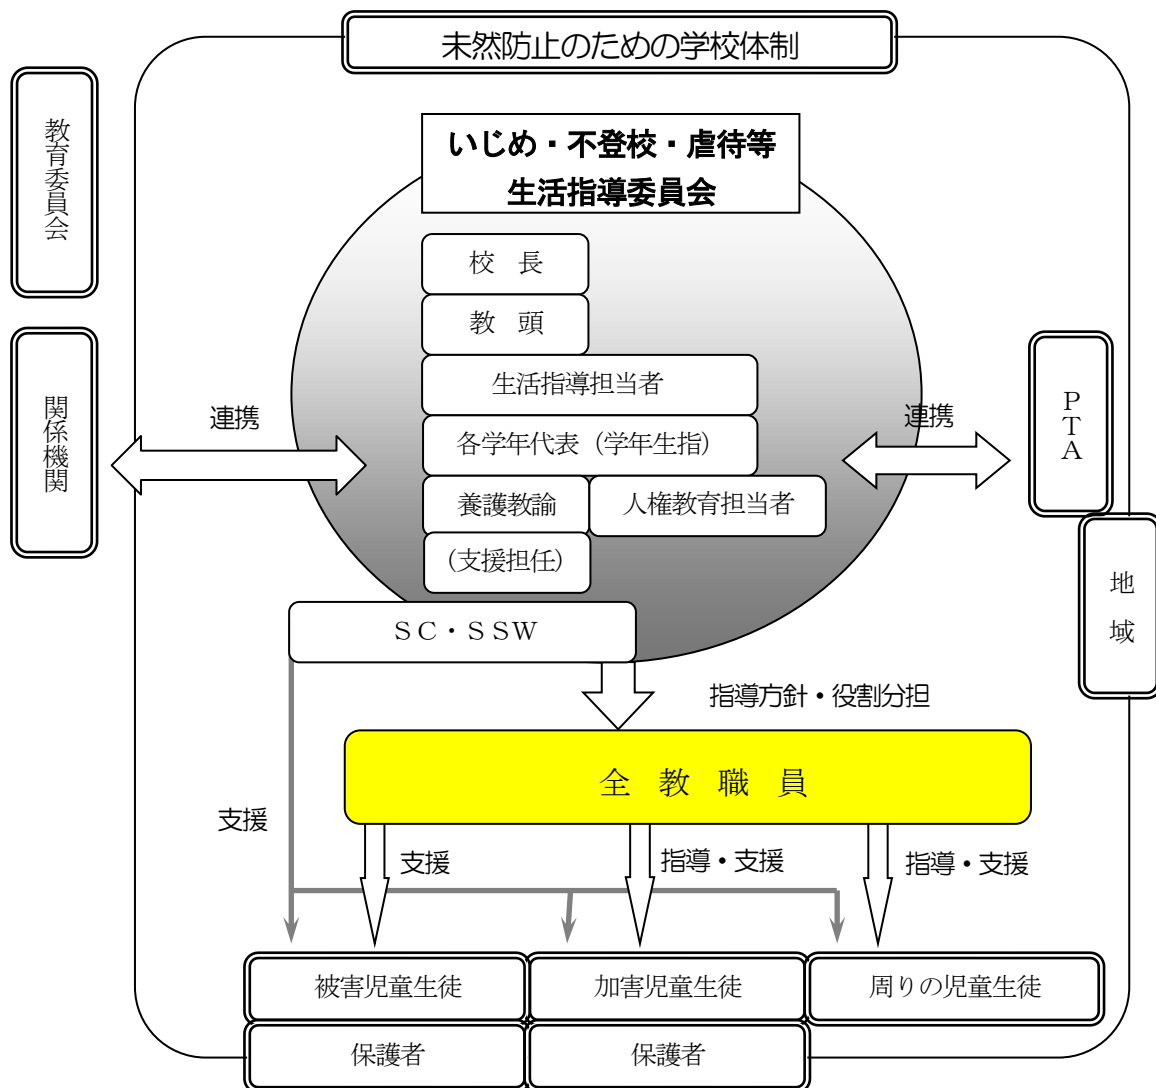 未然防止のための学校体制
教育委員会
いじめ・不登校・虐待等
生活指導委員会
校　長
教　頭
生活指導担当者
各学年代表（学年生指）
養護教諭
人権教育担当者
（支援担任）
ＳＣ・ＳＳＷ
関係機関
連携
連携
ＰＴＡ
地　域
指導方針・役割分担
全　教　職　員
支援
支援
指導・支援
指導・支援
被害児童生徒
加害児童生徒
周りの児童生徒
保護者
保護者